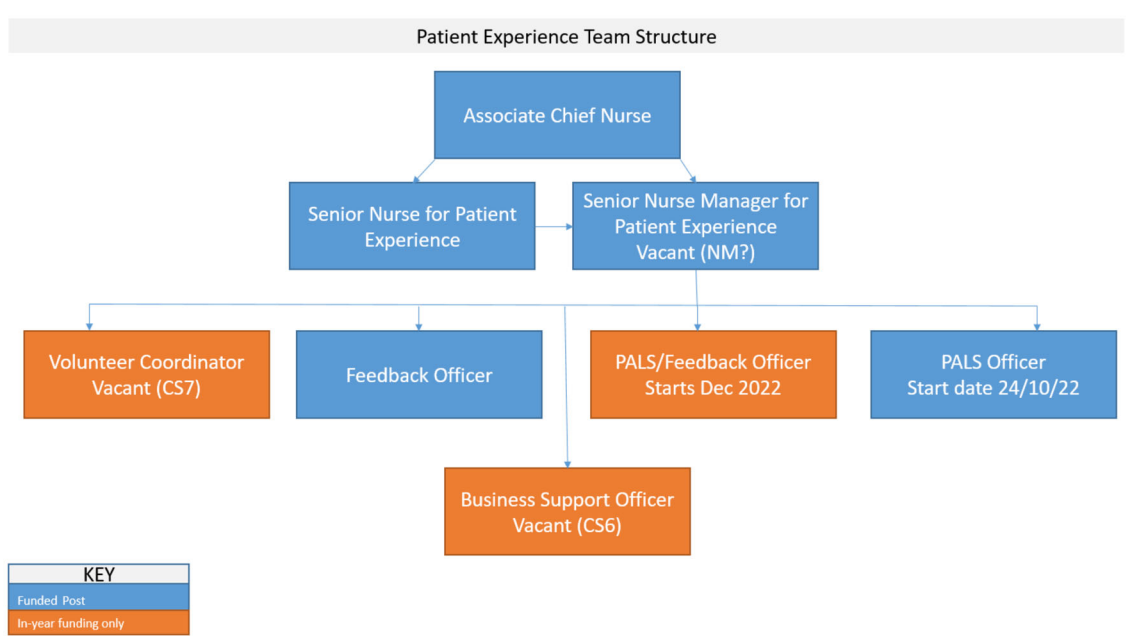 Patient Experience Team Structure
Associate Chief Nurse
Senior Nurse for Patient
Experience
Senior Nurse Manager for
Patient Experience
Vacant (NM?)
Volunteer Coordinator
Vacant (CS7)
Feedback Officer
PALS/Feedback Officer
Starts Dec 2022
PALS Officer
Start date 24/10/22
Business Support Officer
Vacant (CS6)
KEY
Funded Post
In-year funding only